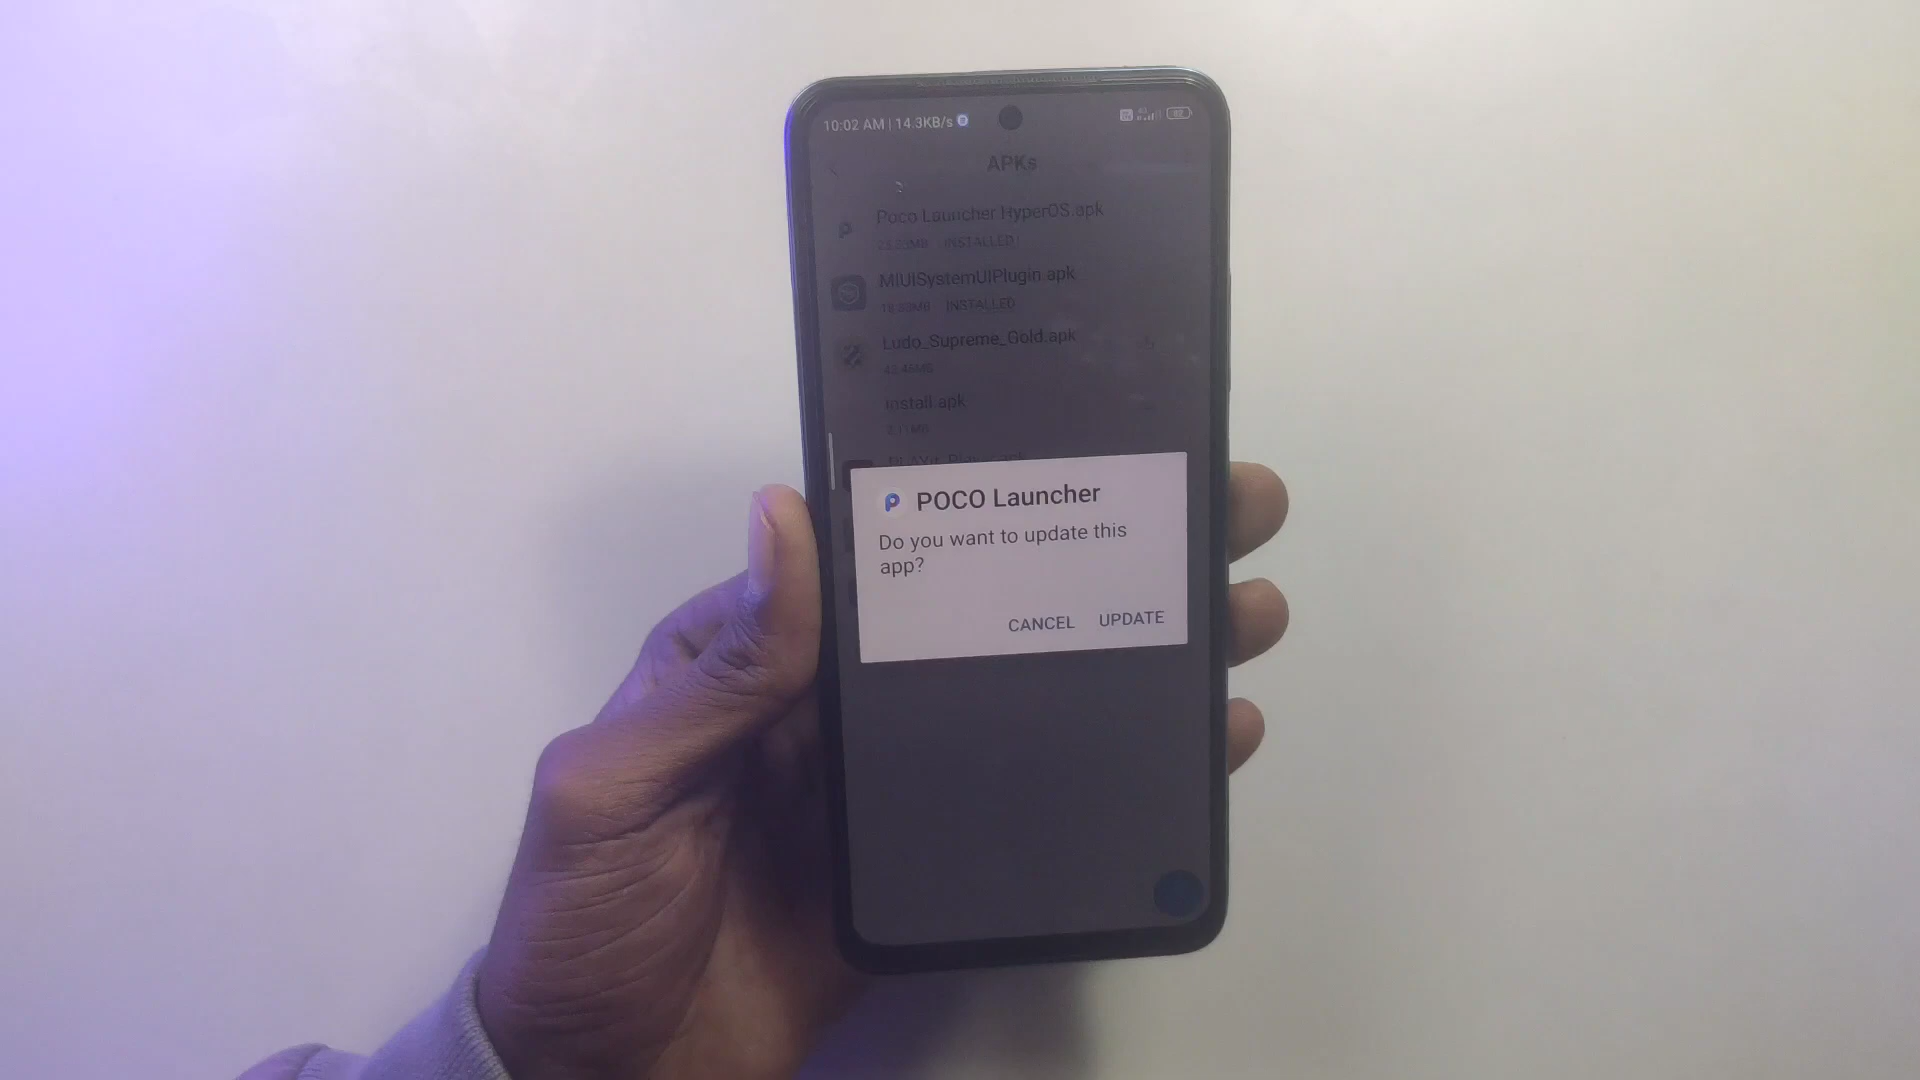 10:02 AM | 14.3KB/s
APKs
Poco Launcher HyperOS.apk
INSTALLED
MIUISystemUIPlugin.apk
INSTALLED
Ludo_Supreme_Gold.apk
install.apk
POCO Launcher
Do you want to update this
app?
CANCEL UPDATE